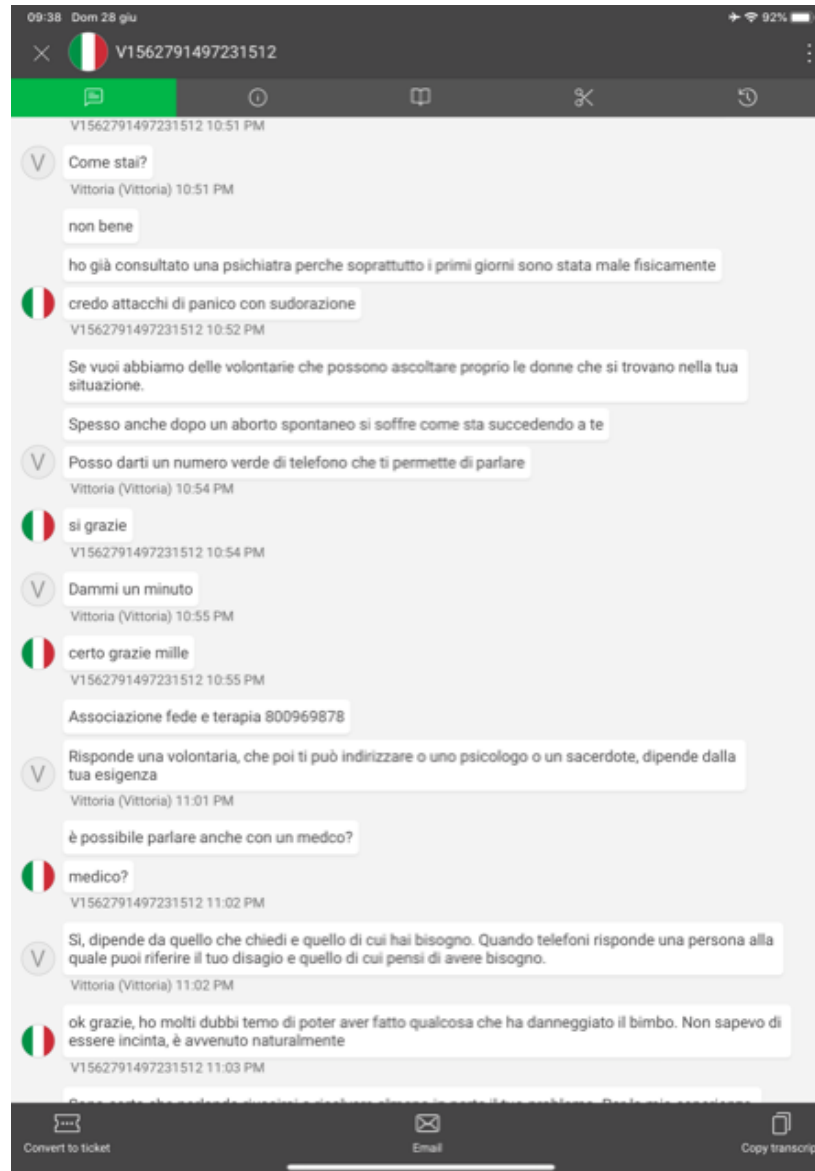 09:38 Dom 28 giu
92%
V1562791497231512
V1562791497231512 10:51 PM
V
Come stai?
Vittoria (Vittoria) 10:51 PM
non bene
ho già consultato una psichiatra perche soprattutto i primi giorni sono stata male fisicamente
credo attacchi di panico con sudorazione
V1562791497231512 10:52 PM
Se vuoi abbiamo delle volontarie che possono ascoltare proprio le donne che si trovano nella tua
situazione.
Spesso anche dopo un aborto spontaneo si soffre come sta succedendo a te
V
Posso darti un numero verde di telefono che ti permette di parlare
Vittoria (Vittoria) 10:54 PM
si grazie
V1562791497231512 10:54 PM
V
Dammi un minuto
Vittoria (Vittoria) 10:55 PM
certo grazie mille
V1562791497231512 10:55 PM
Associazione fede e terapia 800969878
Risponde una volontaria, che poi ti può indirizzare o uno psicologo o un sacerdote, dipende dalla
V
tua esigenza
Vittoria (Vittoria) 11:01 PM
è possibile parlare anche con un medco?
medico?
V1562791497231512 11:02 PM
Sì, dipende da quello che chiedi e quello di cui hai bisogno. Quando telefoni risponde una persona alla
V
quale puoi riferire il tuo disagio e quello di cui pensi di avere bisogno.
Vittoria (Vittoria) 11:02 PM
ok grazie, ho molti dubbi temo di poter aver fatto qualcosa che ha danneggiato il bimbo. Non sapevo di
essere incinta, è avvenuto naturalmente
V1562791497231512 11:03 PM
Convert to ticket
Email
Copy transcrip